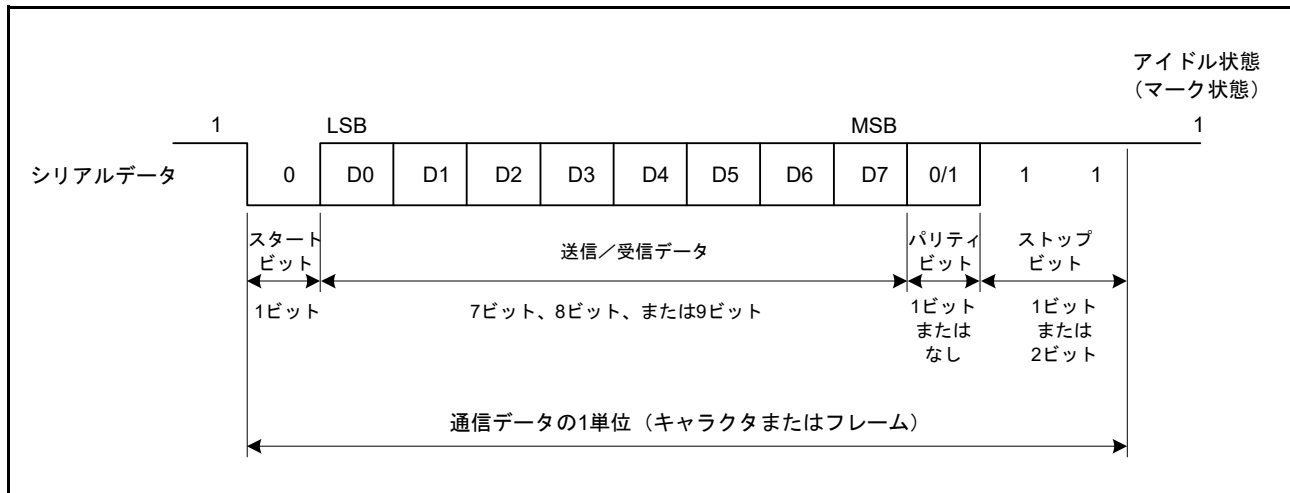 アイドル状態
（マーク状態）
1 LSB MSB 1
シリアルデータ 0 D0 D1 D2 D3 D4 D5 D6 D7 0/1 1 1
スタート
ビット
送信／受信データ
パリティ
ビット
ストップ
ビット
1ビット
7ビット、8ビット、または9ビット
1ビット
または
なし
1ビット
または
2ビット
通信データの1単位（キャラクタまたはフレーム）